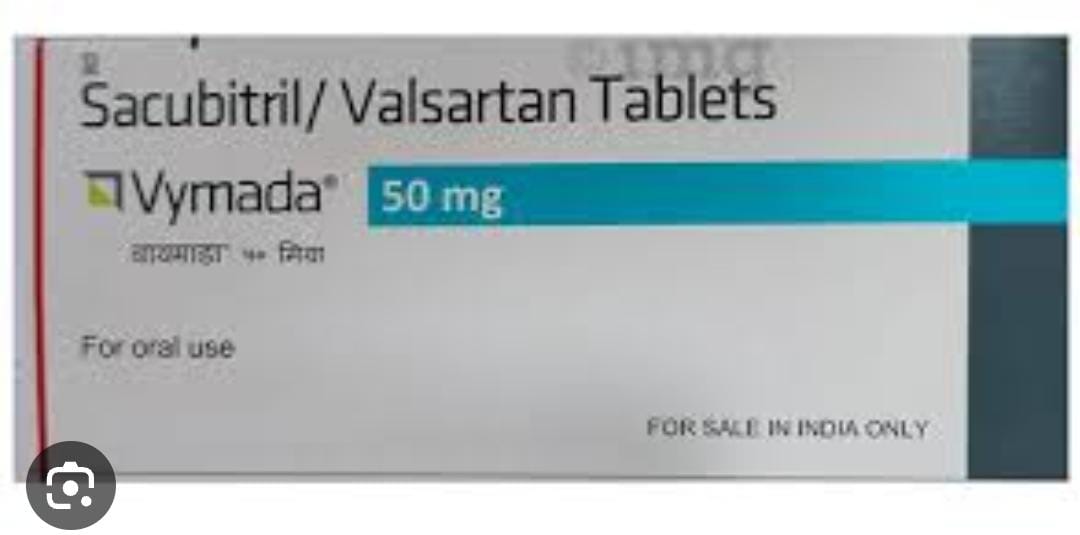 Sacubitril/ Valsartan Tablets
Vymada® 50 mg
वायमाडा ५० मिग्रा
For oral use
FOR SALE IN INDIA ONLY